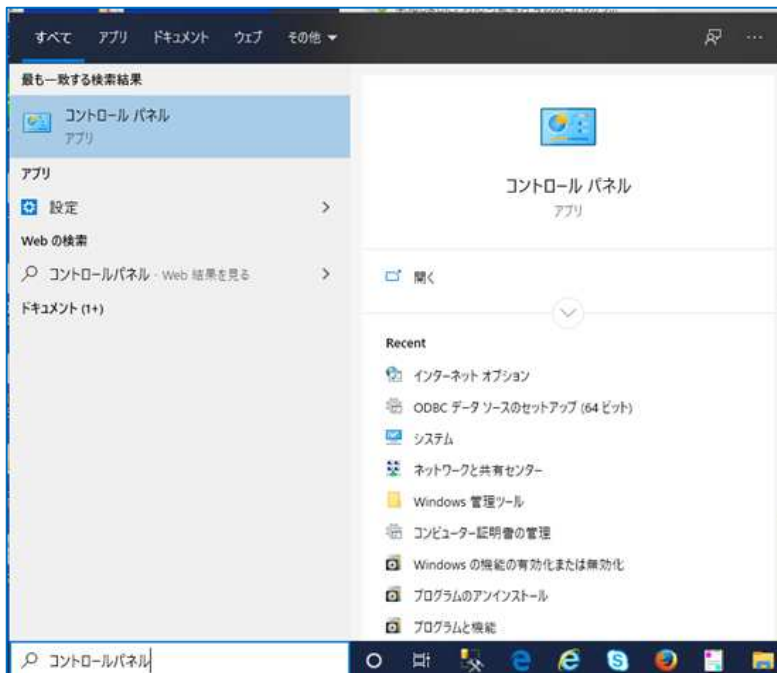 すべて アプリ ドキュメント ウェブ その他
最も一致する検索結果
コントロール パネル
アプリ
アプリ
設定
Web の検索
コントロールパネル - Web 結果を見る
ドキュメント (1+)
コントロール パネル
アプリ
開く
Recent
インターネット オプション
ODBC データ ソースのセットアップ (64 ビット)
システム
ネットワークと共有センター
Windows 管理ツール
コンピューター証明書の管理
Windows の機能の有効化または無効化
プログラムのアンインストール
プログラムと機能
コントロールパネル